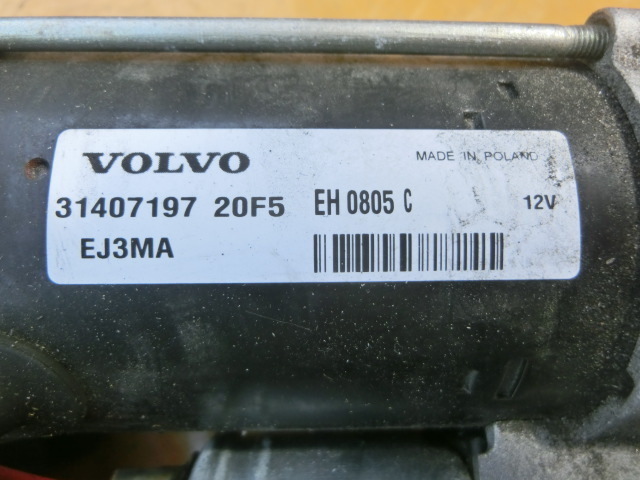 VOLVO MADE IN POLAND
31407197 20F5 EH 0805 C 12V
EJ3MA